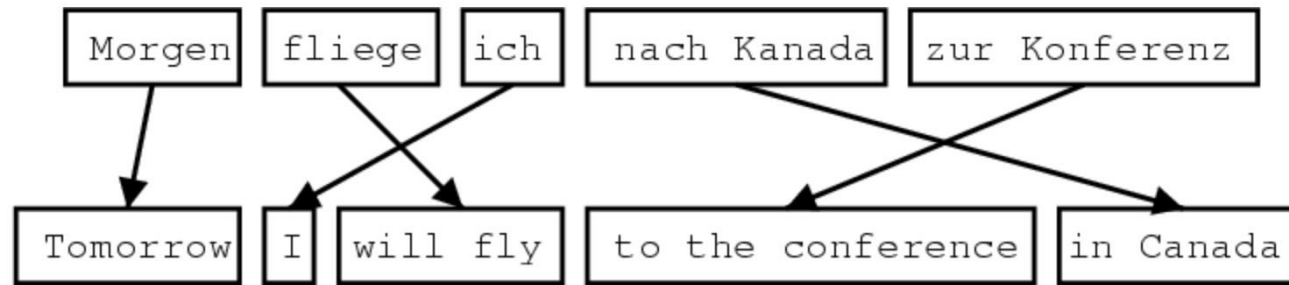 Morgen fliege ich nach Kanada zur Konferenz
Tomorrow I will fly to the conference in Canada